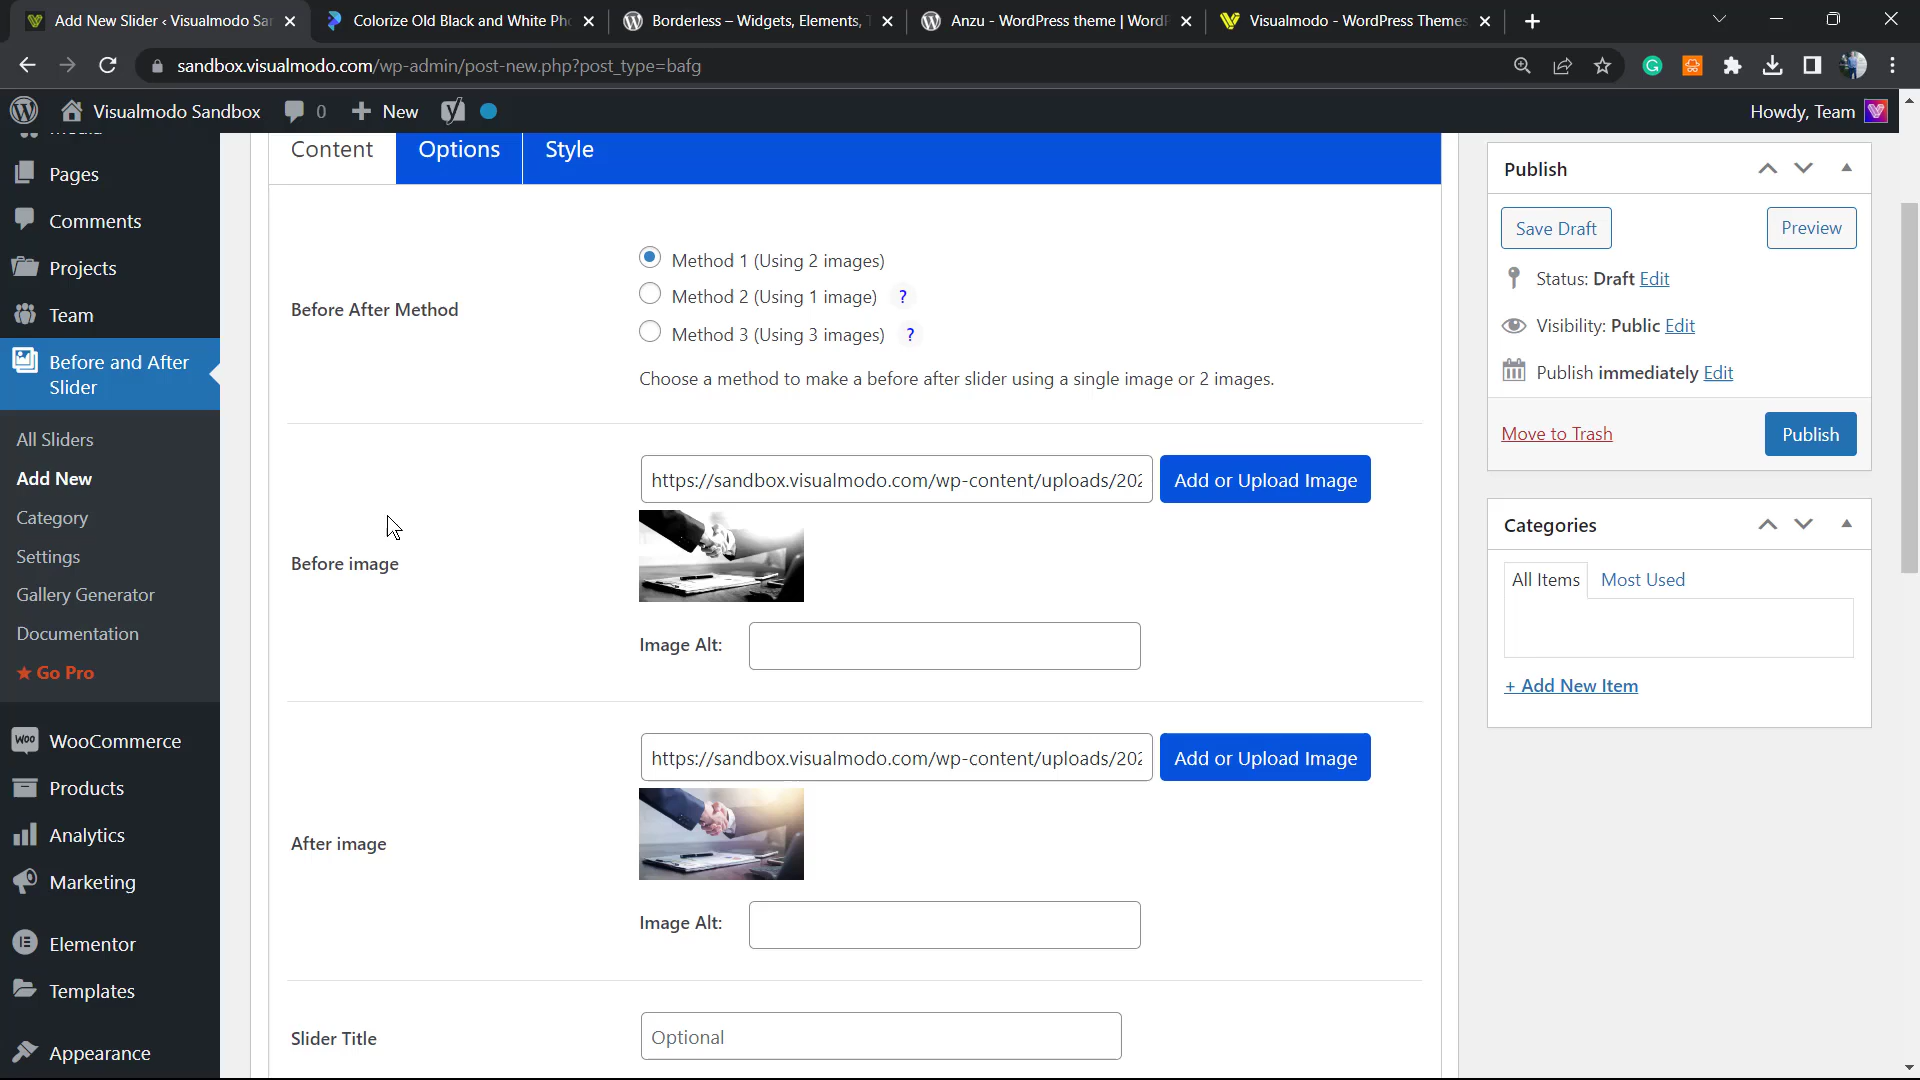 Add New Slider ‹ Visualmodo Sa
Colorize Old Black and White Ph
Borderless – Widgets, Elements,
Anzu - WordPress theme | Word
Visualmodo - WordPress Themes
sandbox.visualmodo.com/wp-admin/post-new.php?post_type=bafg
Visualmodo Sandbox
0
New
Howdy, Team
Media
Pages
Comments
Projects
Team
Before and After
Slider
All Sliders
Add New
Category
Settings
Gallery Generator
Documentation
★ Go Pro
Woo
WooCommerce
Products
Analytics
Marketing
Elementor
Templates
Appearance
Content
Options
Style
Before After Method
Method 1 (Using 2 images)
Method 2 (Using 1 image) ?
Method 3 (Using 3 images) ?
Choose a method to make a before after slider using a single image or 2 images.
Before image
https://sandbox.visualmodo.com/wp-content/uploads/202
Add or Upload Image
Image Alt:
After image
https://sandbox.visualmodo.com/wp-content/uploads/202
Add or Upload Image
Image Alt:
Slider Title
Optional
Publish
Save Draft
Preview
Status: Draft Edit
Visibility: Public Edit
Publish immediately Edit
Move to Trash
Publish
Categories
All Items
Most Used
+ Add New Item